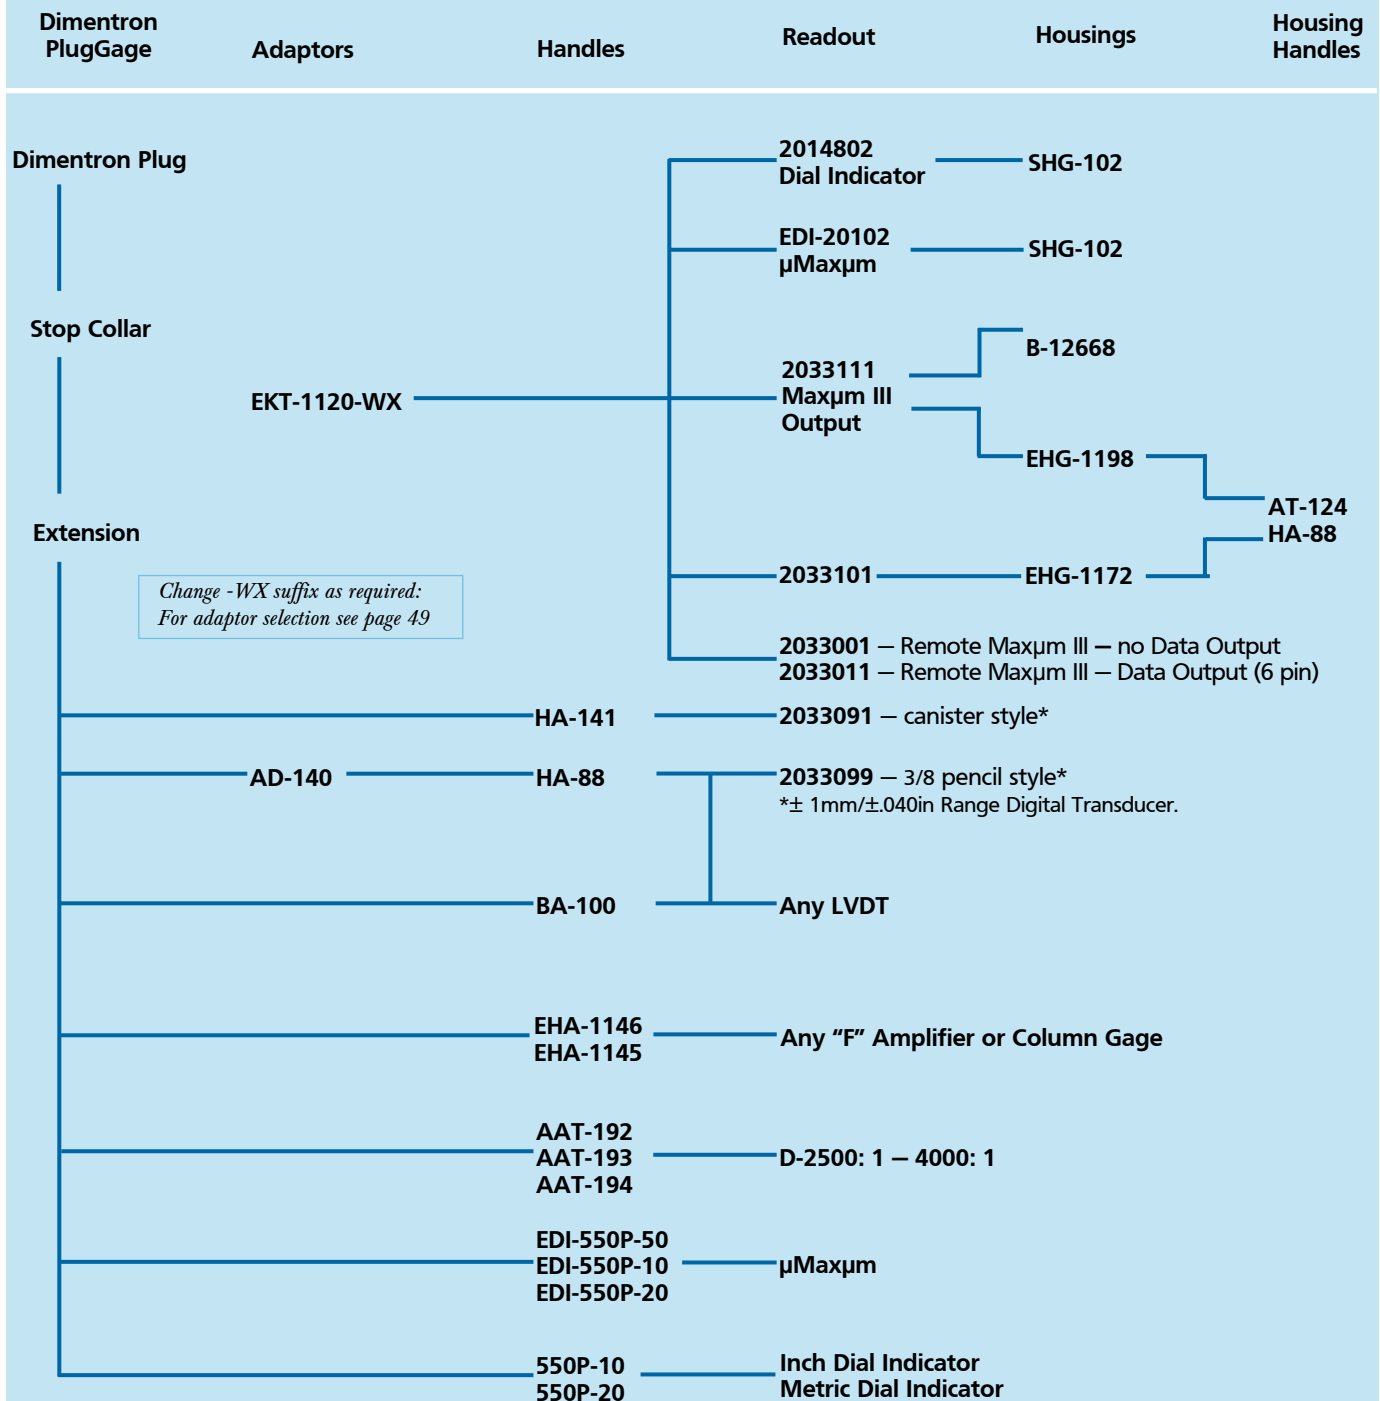 Dimentron
PlugGage
Adaptors
Handles
Readout
Housings
Housing
Handles
Dimentron Plug
2014802
Dial Indicator
SHG-102
EDI-20102
µMaxµm
SHG-102
Stop Collar
B-12668
2033111
Maxµm III
Output
EKT-1120-WX
EHG-1198
AT-124
HA-88
Extension
2033101
EHG-1172
Change -WX suffix as required:
For adaptor selection see page 49
2033001 — Remote Maxµm III — no Data Output
2033011 — Remote Maxµm III — Data Output (6 pin)
HA-141
2033091 — canister style*
AD-140
HA-88
2033099 — 3/8 pencil style*
*± 1mm/±.040in Range Digital Transducer.
BA-100
Any LVDT
EHA-1146
EHA-1145
Any “F” Amplifier or Column Gage
AAT-192
AAT-193
AAT-194
D-2500: 1 — 4000: 1
EDI-550P-50
EDI-550P-10
EDI-550P-20
µMaxµm
550P-10
550P-20
Inch Dial Indicator
Metric Dial Indicator